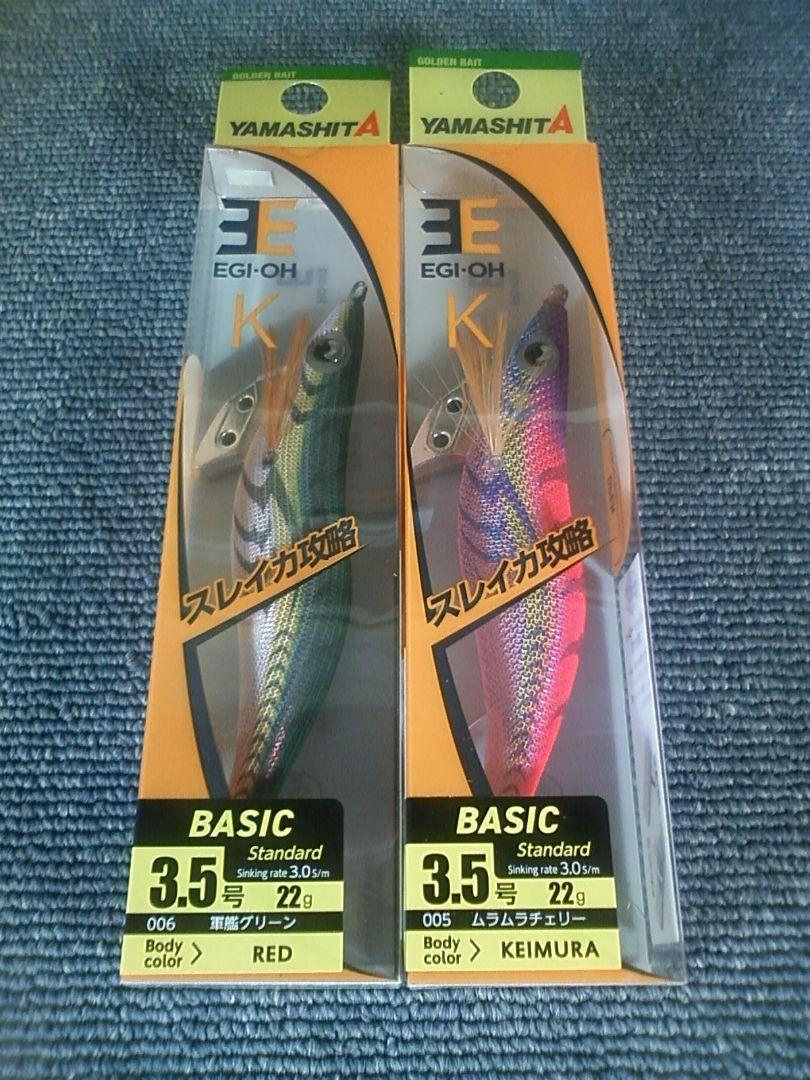 GOLDEN BAIT
YAMASHITA
EGI・OH
K
スレイカ攻略
BASIC
Standard
Sinking rate 3.0 S/m
3.5号 22g
006 軍艦グリーン
Body color > RED
GOLDEN BAIT
YAMASHITA
EGI・OH
K
スレイカ攻略
BASIC
Standard
Sinking rate 3.0 S/m
3.5号 22g
005 ムラムラチェリー
Body color > KEIMURA